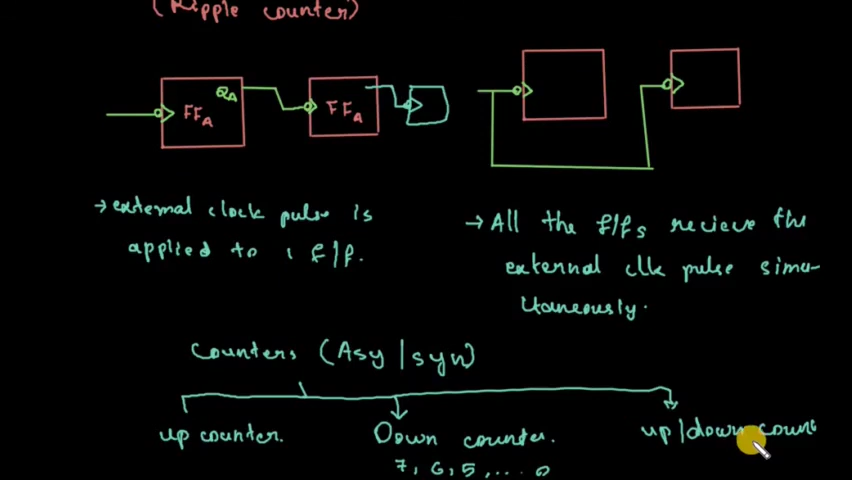 (Ripple counter)
QA
FFA
FFA
→ external clock pulse is
applied to 1 f/f.
→ All the f/fs recieve the
external clk pulse simu-
ltaneously.
Counters (Asy|syn)
up counter.
Down counter.
7, 6, 5, .... 0
up|down count